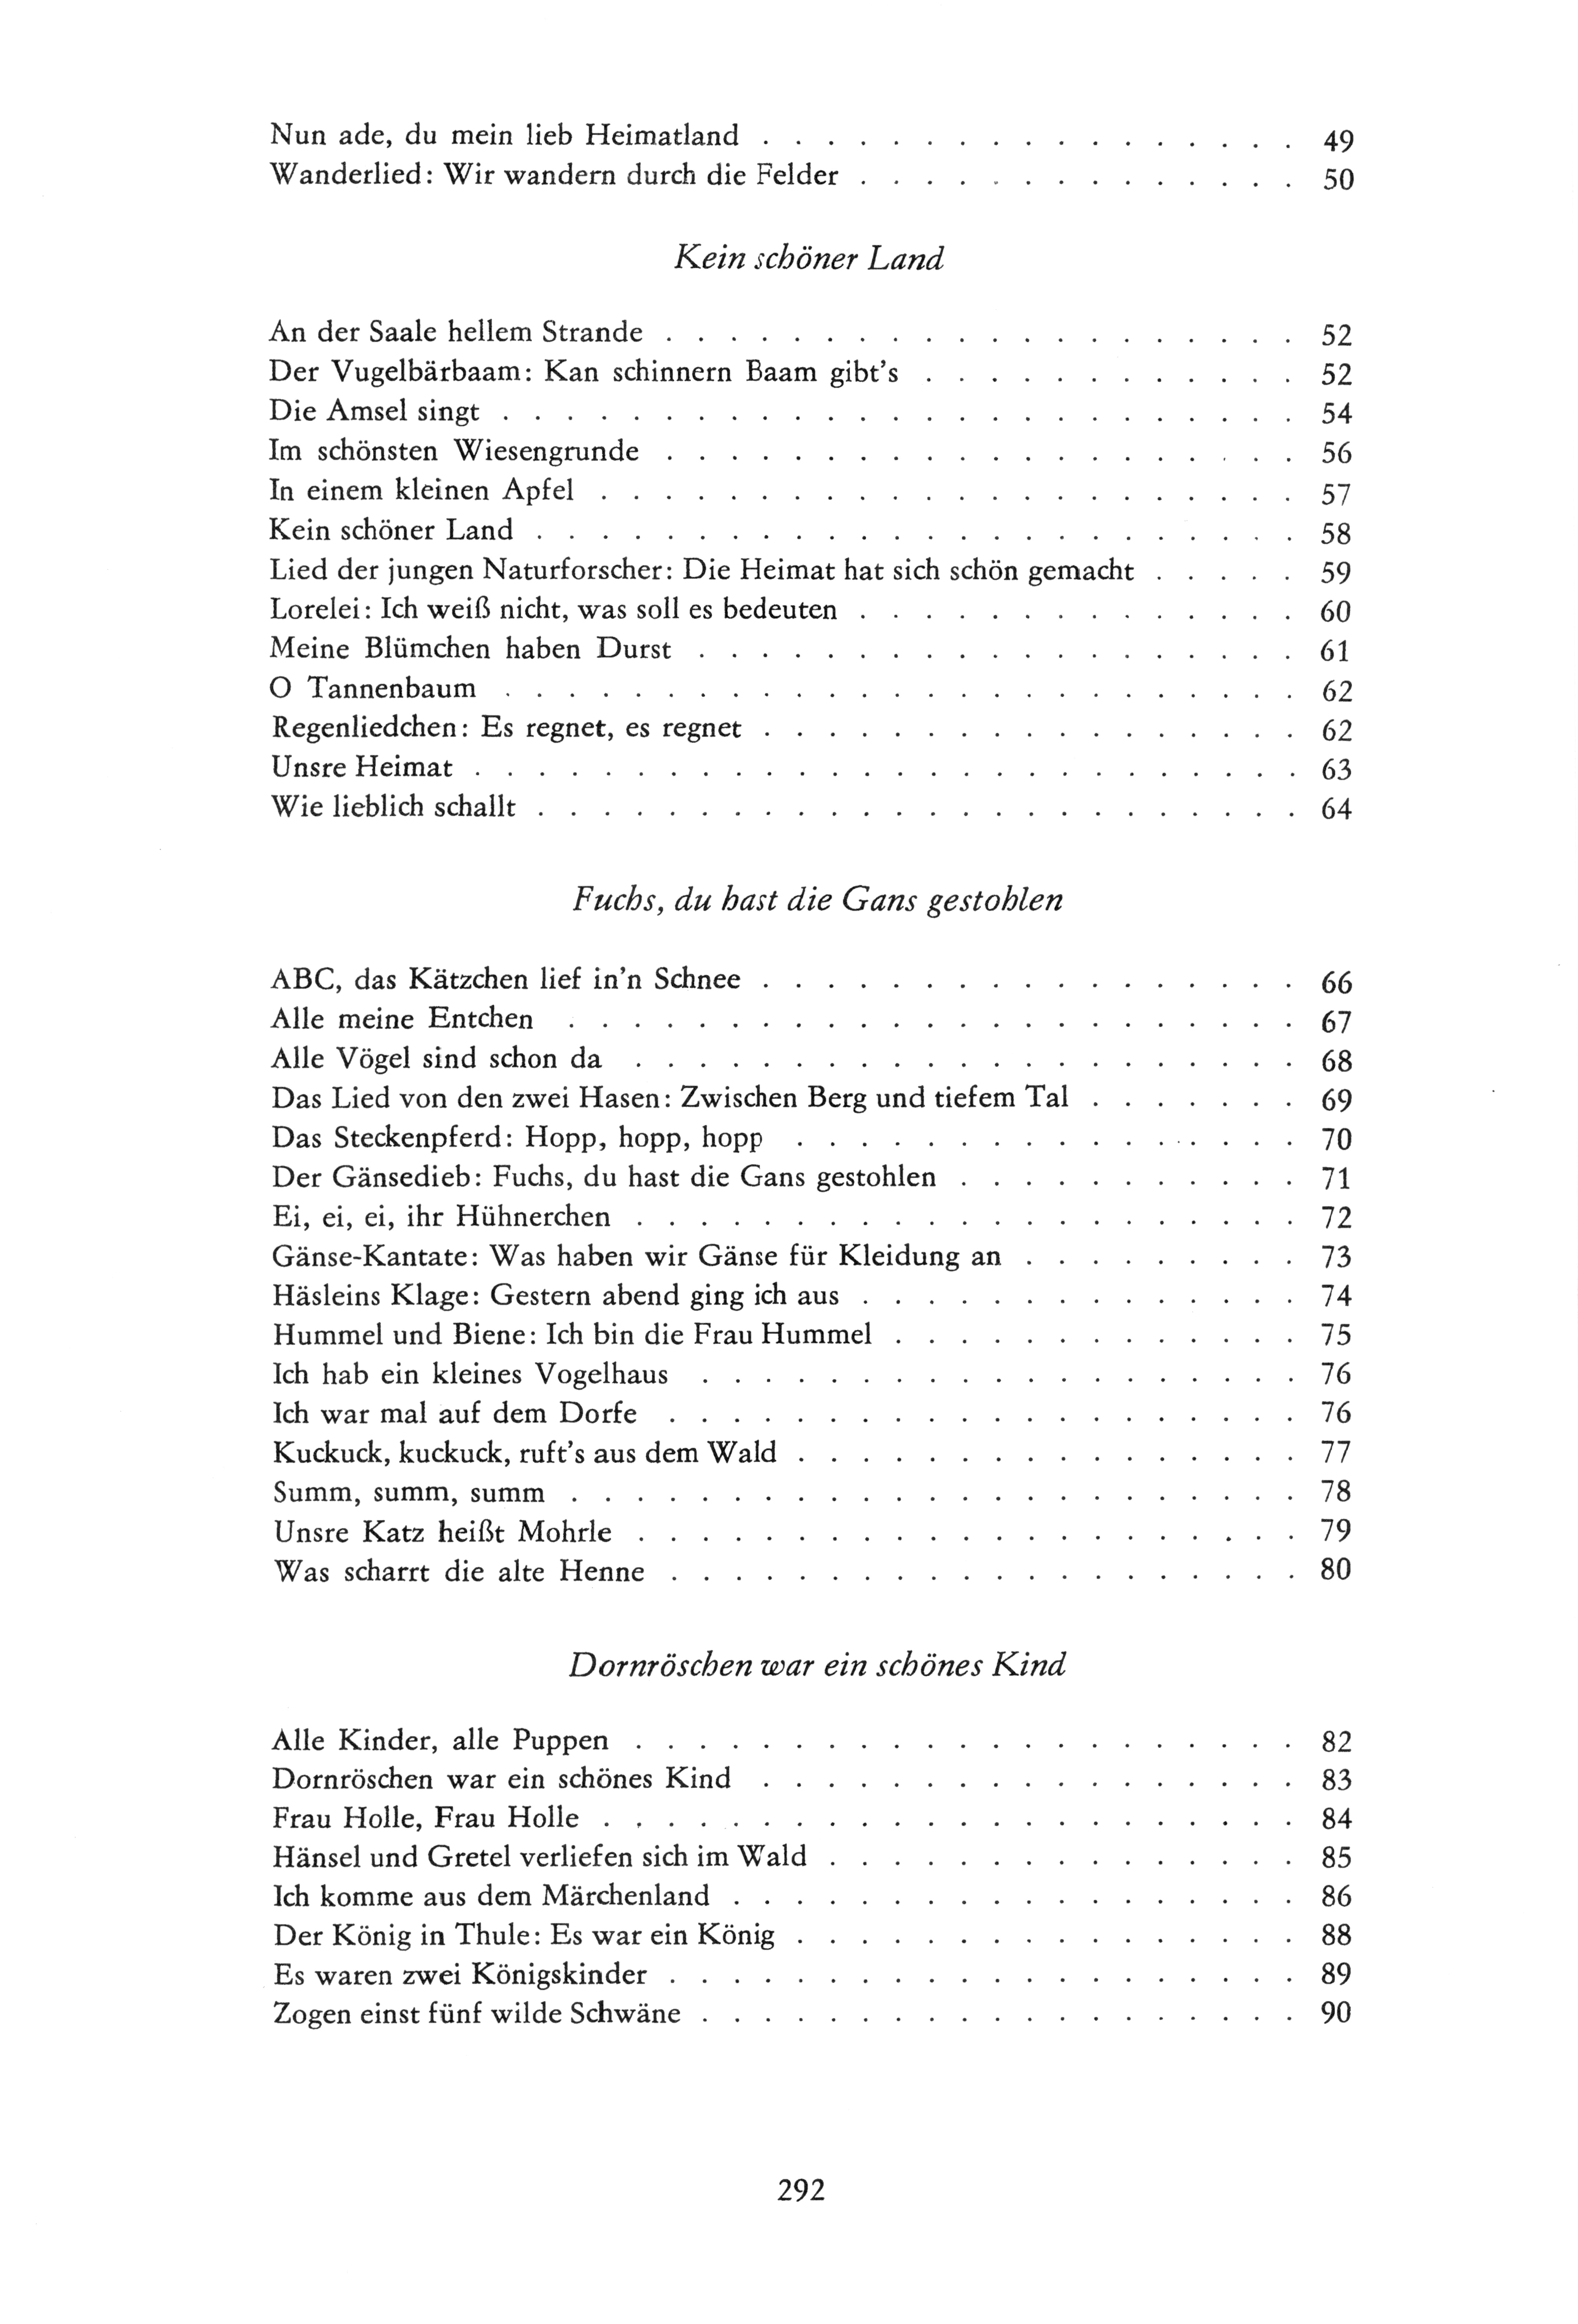 Nun ade, du mein lieb Heimatland . . . . . . . . . . . . . . . . . 49
Wanderlied: Wir wandern durch die Felder . . . . . . . . . . . . . . 50
Kein schöner Land
An der Saale hellem Strande . . . . . . . . . . . . . . . . . . . . 52
Der Vugelbärbaam: Kan schinnern Baam gibt's . . . . . . . . . . . . 52
Die Amsel singt . . . . . . . . . . . . . . . . . . . . . . . . . 54
Im schönsten Wiesengrunde . . . . . . . . . . . . . . . . . . . . 56
In einem kleinen Apfel . . . . . . . . . . . . . . . . . . . . . . 57
Kein schöner Land . . . . . . . . . . . . . . . . . . . . . . . . 58
Lied der jungen Naturforscher: Die Heimat hat sich schön gemacht . . . . . 59
Lorelei: Ich weiß nicht, was soll es bedeuten . . . . . . . . . . . . . . 60
Meine Blümchen haben Durst . . . . . . . . . . . . . . . . . . . 61
O Tannenbaum . . . . . . . . . . . . . . . . . . . . . . . . . 62
Regenliedchen: Es regnet, es regnet . . . . . . . . . . . . . . . . . 62
Unsre Heimat . . . . . . . . . . . . . . . . . . . . . . . . . . 63
Wie lieblich schallt . . . . . . . . . . . . . . . . . . . . . . . . 64
Fuchs, du hast die Gans gestohlen
ABC, das Kätzchen lief in'n Schnee . . . . . . . . . . . . . . . . . 66
Alle meine Entchen . . . . . . . . . . . . . . . . . . . . . . . 67
Alle Vögel sind schon da . . . . . . . . . . . . . . . . . . . . . 68
Das Lied von den zwei Hasen: Zwischen Berg und tiefem Tal . . . . . . . 69
Das Steckenpferd: Hopp, hopp, hopp . . . . . . . . . . . . . . . . 70
Der Gänsedieb: Fuchs, du hast die Gans gestohlen . . . . . . . . . . . 71
Ei, ei, ei, ihr Hühnerchen . . . . . . . . . . . . . . . . . . . . . 72
Gänse-Kantate: Was haben wir Gänse für Kleidung an . . . . . . . . . 73
Häsleins Klage: Gestern abend ging ich aus . . . . . . . . . . . . . . 74
Hummel und Biene: Ich bin die Frau Hummel . . . . . . . . . . . . . 75
Ich hab ein kleines Vogelhaus . . . . . . . . . . . . . . . . . . . 76
Ich war mal auf dem Dorfe . . . . . . . . . . . . . . . . . . . . 76
Kuckuck, kuckuck, ruft's aus dem Wald . . . . . . . . . . . . . . . . 77
Summ, summ, summ . . . . . . . . . . . . . . . . . . . . . . . 78
Unsre Katz heißt Mohrle . . . . . . . . . . . . . . . . . . . . . 79
Was scharrt die alte Henne . . . . . . . . . . . . . . . . . . . . 80
Dornröschen war ein schönes Kind
Alle Kinder, alle Puppen . . . . . . . . . . . . . . . . . . . . . 82
Dornröschen war ein schönes Kind . . . . . . . . . . . . . . . . . 83
Frau Holle, Frau Holle . . . . . . . . . . . . . . . . . . . . . . 84
Hänsel und Gretel verliefen sich im Wald . . . . . . . . . . . . . . . 85
Ich komme aus dem Märchenland . . . . . . . . . . . . . . . . . . 86
Der König in Thule: Es war ein König . . . . . . . . . . . . . . . . 88
Es waren zwei Königskinder . . . . . . . . . . . . . . . . . . . . 89
Zogen einst fünf wilde Schwäne . . . . . . . . . . . . . . . . . . . 90
292